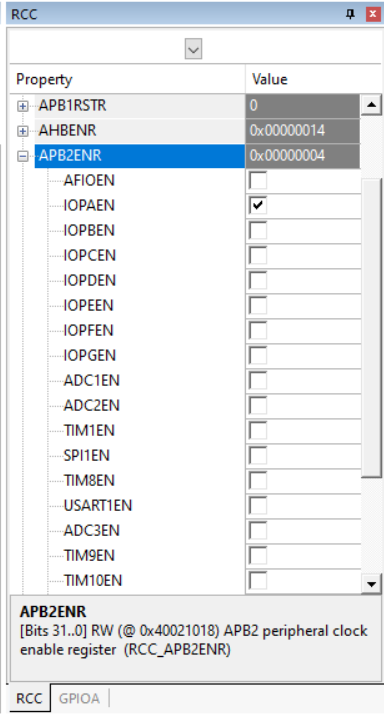 RCC
Property Value
APB1RSTR 0
AHBENR 0x00000014
APB2ENR 0x00000004
AFIOEN
IOPAEN
IOPBEN
IOPCEN
IOPDEN
IOPEEN
IOPFEN
IOPGEN
ADC1EN
ADC2EN
TIM1EN
SPI1EN
TIM8EN
USART1EN
ADC3EN
TIM9EN
TIM10EN
APB2ENR
[Bits 31..0] RW (@ 0x40021018) APB2 peripheral clock
enable register (RCC_APB2ENR)
RCC GPIOA